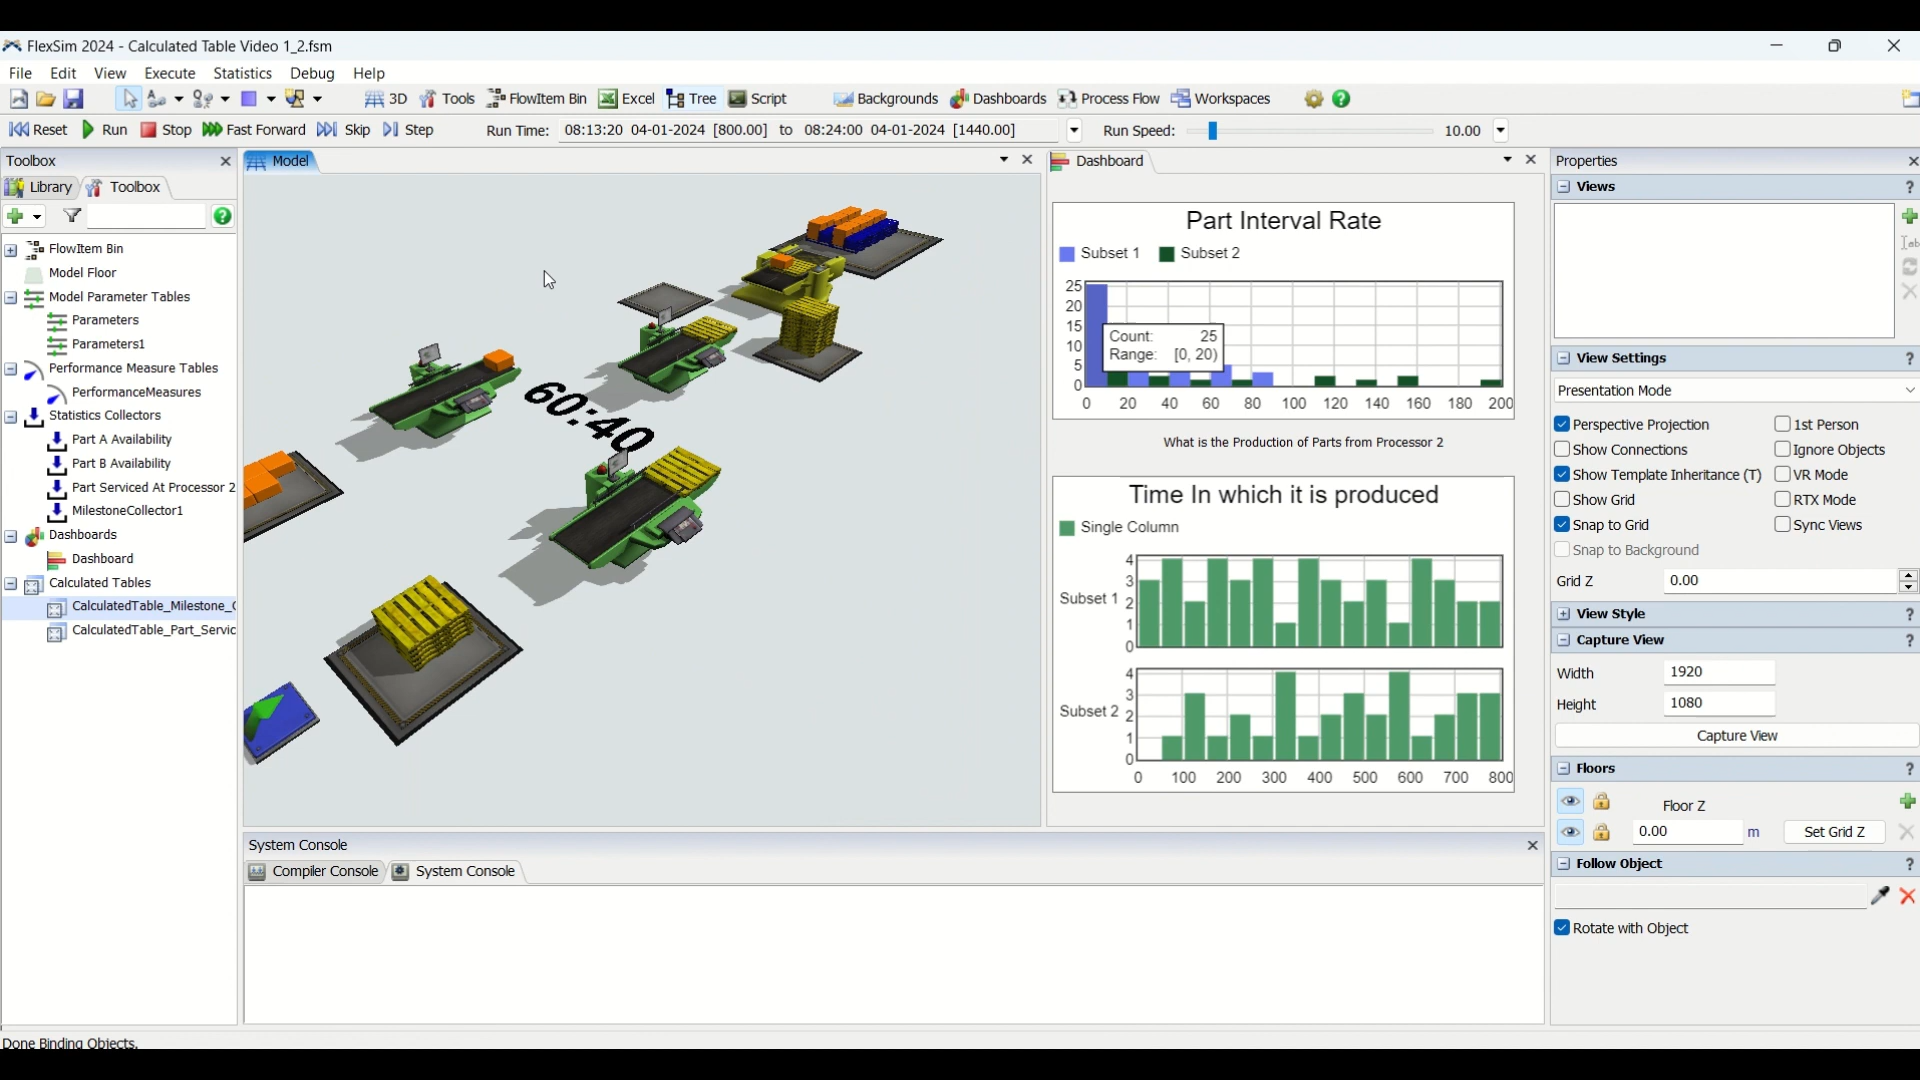 FlexSim 2024 - Calculated Table Video 1_2.fsm
File Edit View Execute Statistics Debug Help
3D Tools FlowItem Bin Excel Tree Script Backgrounds Dashboards Process Flow Workspaces
Reset Run Stop Fast Forward Skip Step Run Time: 08:13:20 04-01-2024 [800.00] to 08:24:00 04-01-2024 [1440.00] Run Speed: 10.00
Toolbox
Library Toolbox
FlowItem Bin
Model Floor
Model Parameter Tables
Parameters
Parameters1
Performance Measure Tables
PerformanceMeasures
Statistics Collectors
Part A Availability
Part B Availability
Part Serviced At Processor 2
MilestoneCollector1
Dashboards
Dashboard
Calculated Tables
CalculatedTable_Milestone_C
CalculatedTable_Part_Servic
Model
60:40
Dashboard
Part Interval Rate
Subset 1 Subset 2
25
20
15
10
5
0
Count: 25
Range: [0, 20)
0 20 40 60 80 100 120 140 160 180 200
What is the Production of Parts from Processor 2
Time In which it is produced
Single Column
Subset 1
4
3
2
1
0
Subset 2
4
3
2
1
0
0 100 200 300 400 500 600 700 800
System Console
Compiler Console System Console
Properties
Views
View Settings
Presentation Mode
Perspective Projection 1st Person
Show Connections Ignore Objects
Show Template Inheritance (T) VR Mode
Show Grid RTX Mode
Snap to Grid Sync Views
Snap to Background
Grid Z 0.00
View Style
Capture View
Width 1920
Height 1080
Capture View
Floors
Floor Z
0.00 m Set Grid Z
Follow Object
Rotate with Object
Done Binding Objects.